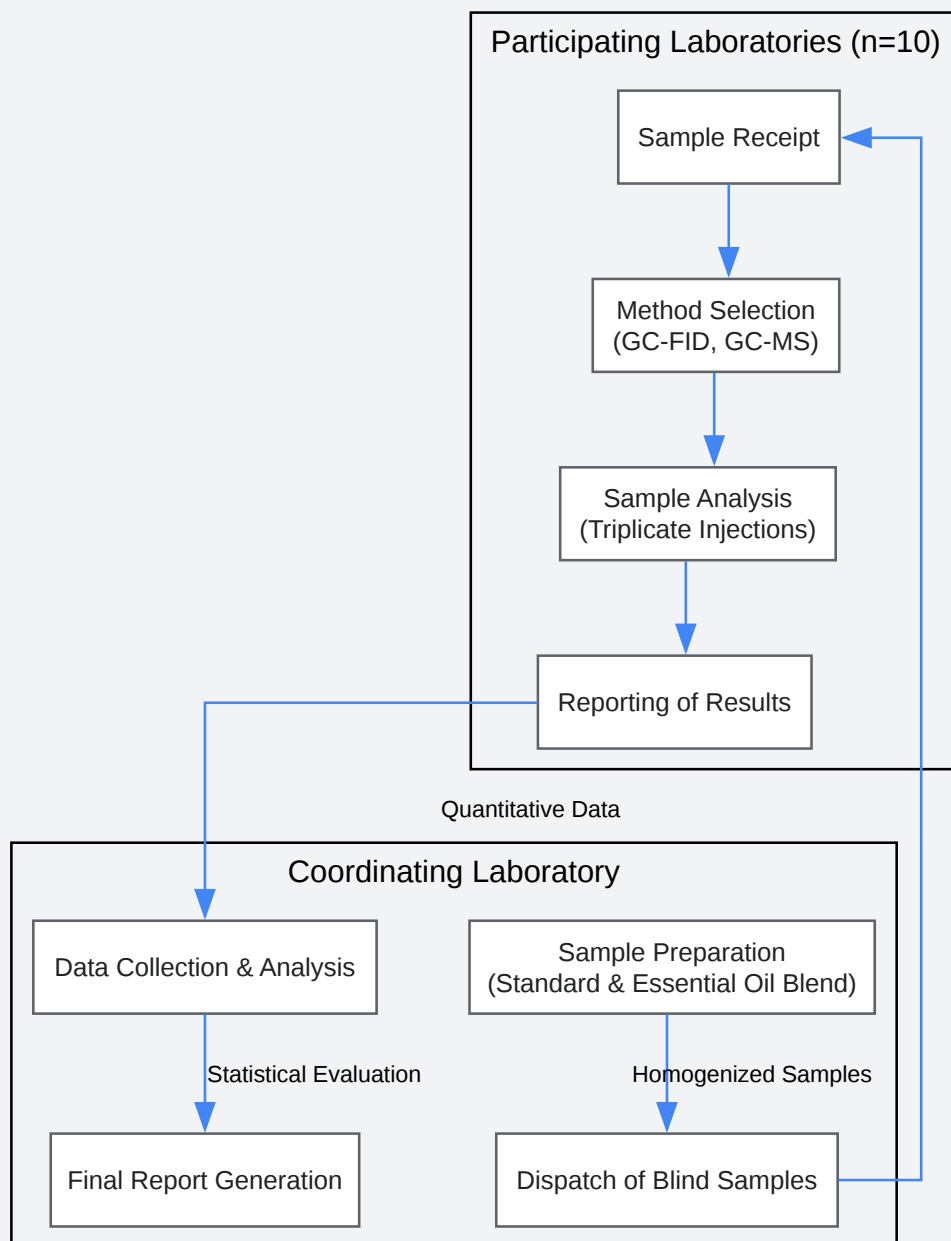 Participating Laboratories (n=10)
Sample Receipt
Method Selection
(GC-FID, GC-MS)
Sample Analysis
(Triplicate Injections)
Reporting of Results
Quantitative Data
Coordinating Laboratory
Data Collection & Analysis
Sample Preparation
(Standard & Essential Oil Blend)
Statistical Evaluation
Homogenized Samples
Final Report Generation
Dispatch of Blind Samples